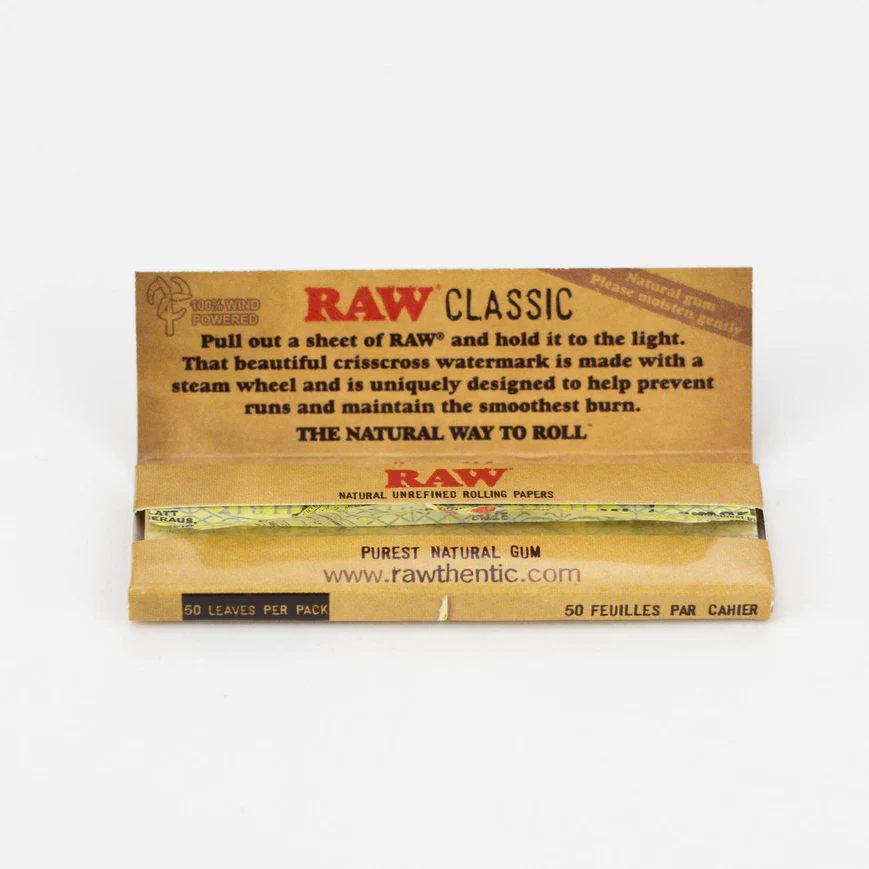 100% WIND
POWERED
RAW® CLASSIC
Natural gum
Please moisten gently
Pull out a sheet of RAW® and hold it to the light.
That beautiful crisscross watermark is made with a
steam wheel and is uniquely designed to help prevent
runs and maintain the smoothest burn.
THE NATURAL WAY TO ROLL™
RAW
NATURAL UNREFINED ROLLING PAPERS
PUREST NATURAL GUM
www.rawthentic.com
50 LEAVES PER PACK
50 FEUILLES PAR CAHIER